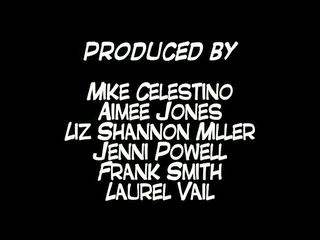 PRODUCED BY
MIKE CELESTINO
AIMEE JONES
LIZ SHANNON MILLER
JENNI POWELL
FRANK SMITH
LAUREL VAIL